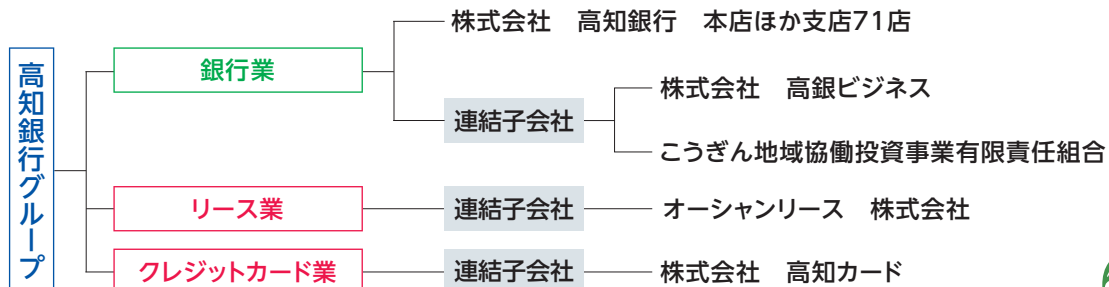 高知銀行グループ
銀行業
株式会社　高知銀行　本店ほか支店71店
連結子会社
株式会社　高銀ビジネス
こうぎん地域協働投資事業有限責任組合
リース業
連結子会社
オーシャンリース　株式会社
クレジットカード業
連結子会社
株式会社　高知カード